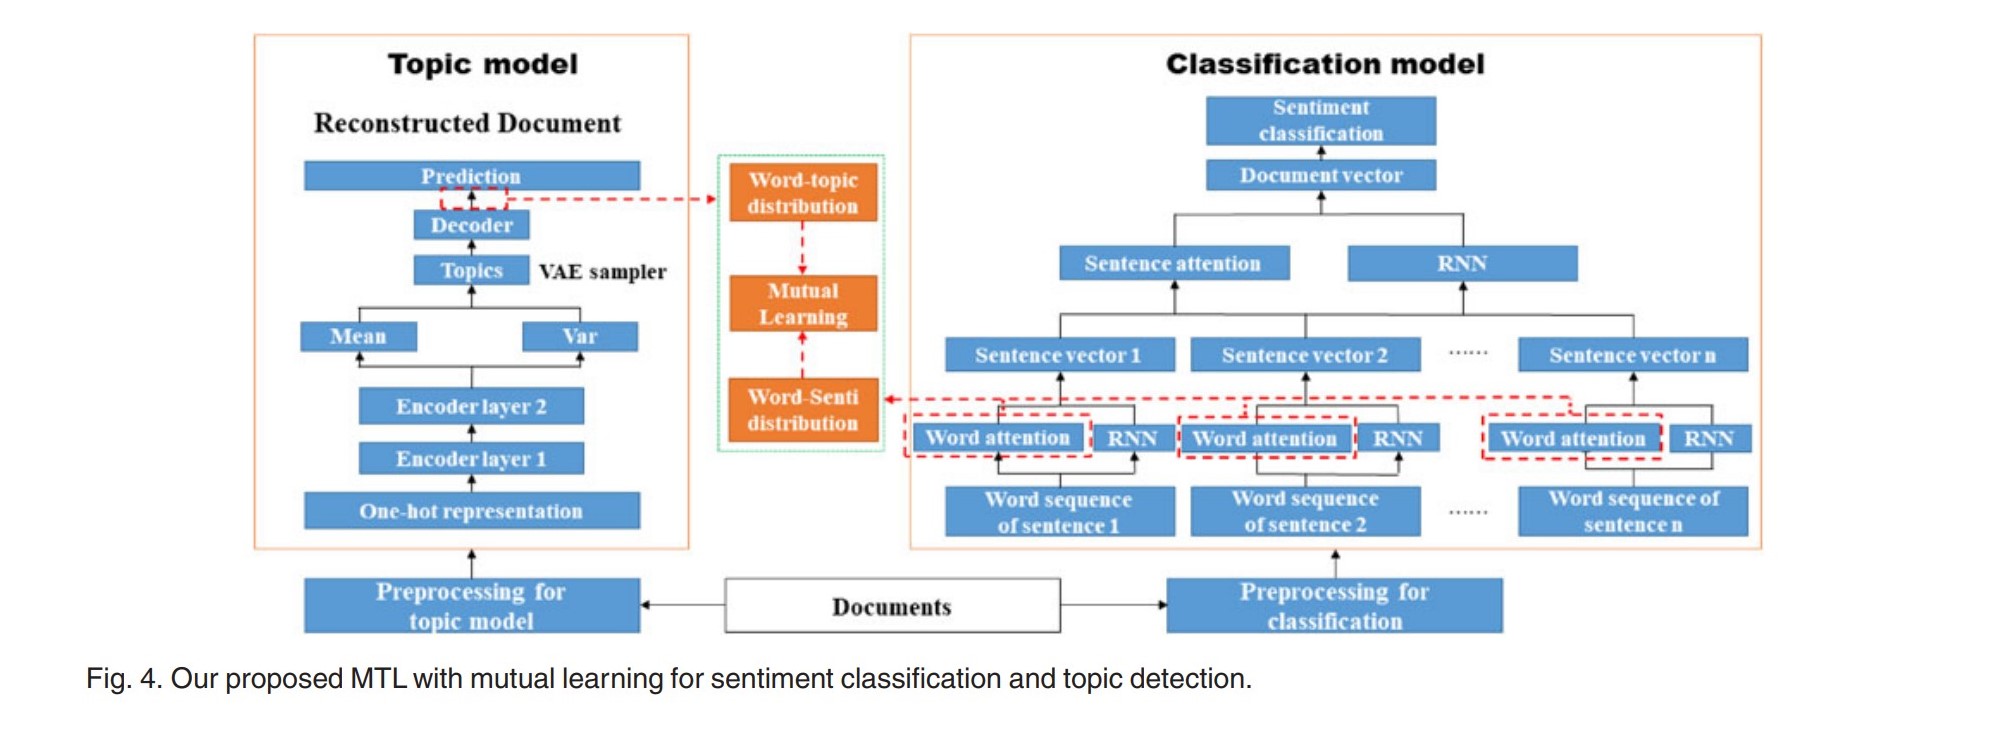 Topic model
Reconstructed Document
Prediction
Decoder
Topics
VAE sampler
Mean
Var
Encoder layer 2
Encoder layer 1
One-hot representation
Preprocessing for
topic model
Word-topic
distribution
Mutual
Learning
Word-Senti
distribution
Documents
Classification model
Sentiment
classification
Document vector
Sentence attention
RNN
Sentence vector 1
Sentence vector 2
......
Sentence vector n
Word attention
RNN
Word attention
RNN
Word attention
RNN
Word sequence
of sentence 1
Word sequence
of sentence 2
......
Word sequence of
sentence n
Preprocessing for
classification
Fig. 4. Our proposed MTL with mutual learning for sentiment classification and topic detection.